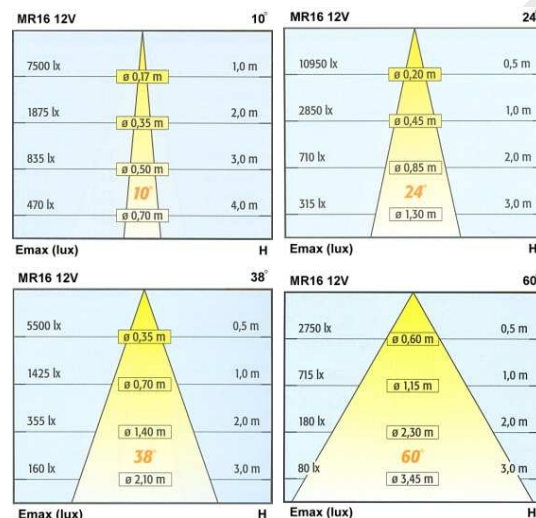 MR16 12V 10°
7500 lx ø 0,17 m 1,0 m
1875 lx ø 0,35 m 2,0 m
835 lx ø 0,50 m 3,0 m
10°
470 lx ø 0,70 m 4,0 m
Emax (lux) H
MR16 12V 24°
10950 lx ø 0,20 m 0,5 m
2850 lx ø 0,45 m 1,0 m
710 lx ø 0,85 m 2,0 m
24°
315 lx ø 1,30 m 3,0 m
Emax (lux) H
MR16 12V 38°
5500 lx ø 0,35 m 0,5 m
1425 lx ø 0,70 m 1,0 m
355 lx ø 1,40 m 2,0 m
38°
160 lx ø 2,10 m 3,0 m
Emax (lux) H
MR16 12V 60°
2750 lx ø 0,60 m 0,5 m
715 lx ø 1,15 m 1,0 m
180 lx ø 2,30 m 2,0 m
60°
80 lx ø 3,45 m 3,0 m
Emax (lux) H